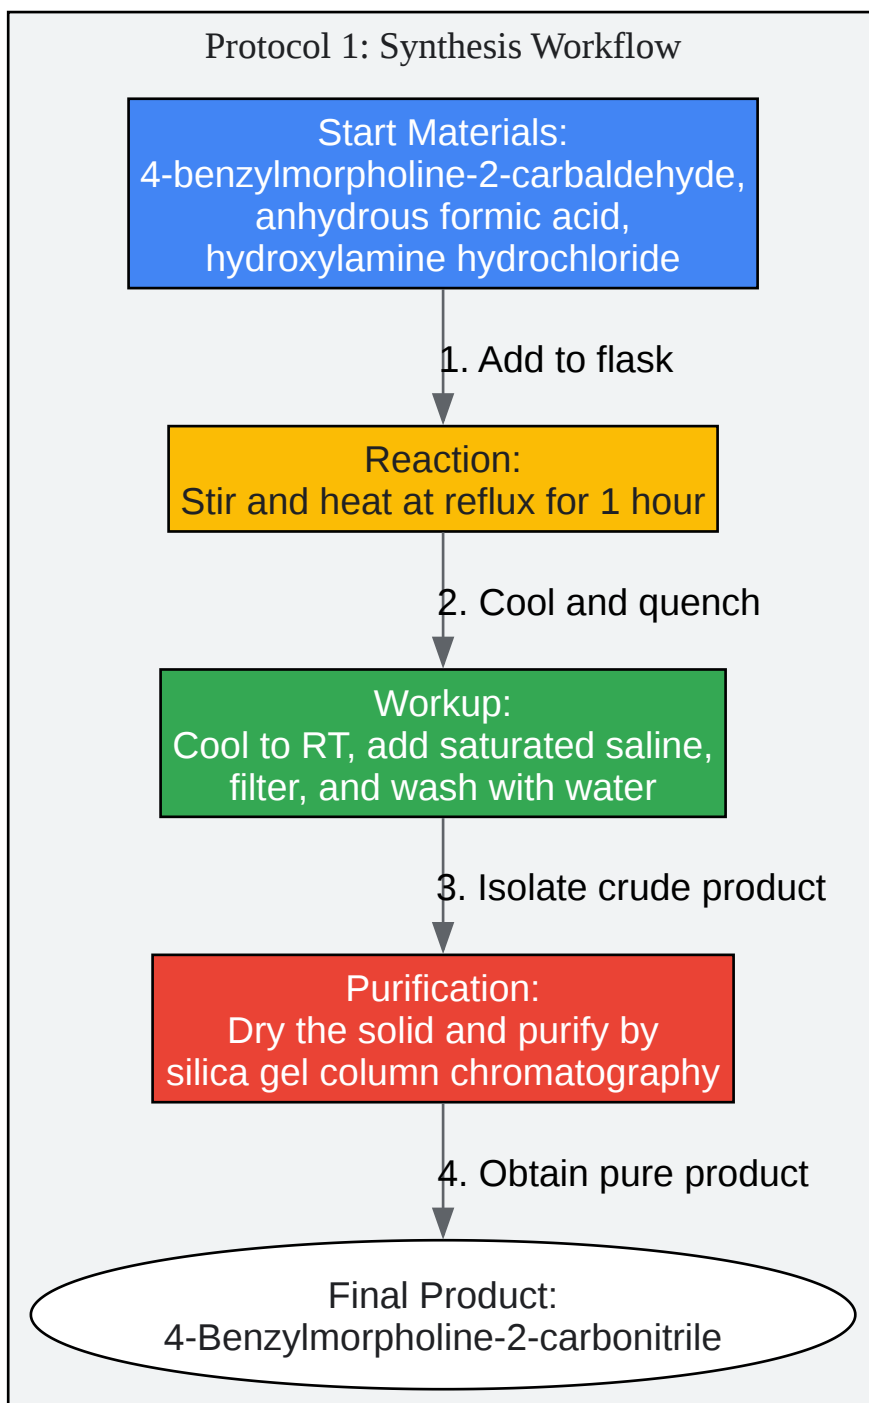 Protocol 1: Synthesis Workflow
Start Materials:
4-benzylmorpholine-2-carbaldehyde,
anhydrous formic acid,
hydroxylamine hydrochloride
1. Add to flask
Reaction:
Stir and heat at reflux for 1 hour
2. Cool and quench
Workup:
Cool to RT, add saturated saline,
filter, and wash with water
3. Isolate crude product
Purification:
Dry the solid and purify by
silica gel column chromatography
4. Obtain pure product
Final Product:
4-Benzylmorpholine-2-carbonitrile